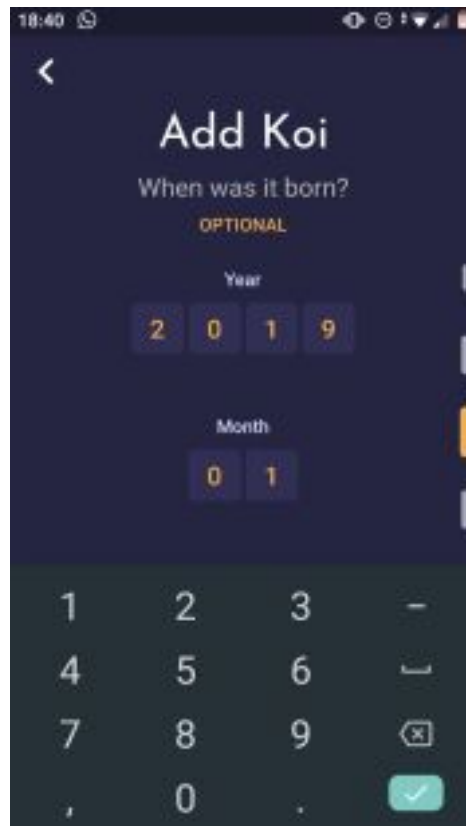 18:40
Add Koi
When was it born?
OPTIONAL
Year
2 0 1 9
Month
0 1
1 2 3 -
4 5 6
7 8 9
, 0 .